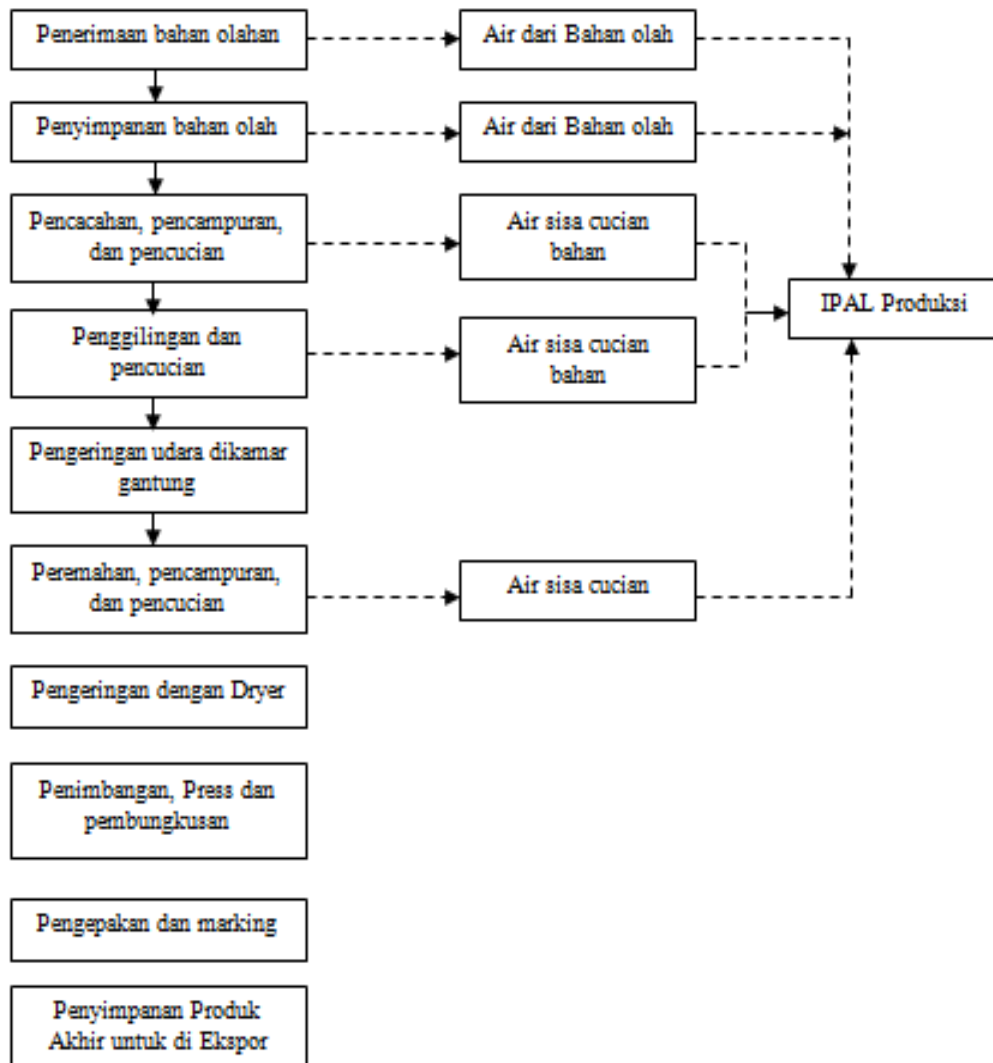 Penerimaan bahan olahan
Air dari Bahan olah
Penyimpanan bahan olah
Air dari Bahan olah
Pencacahan, pencampuran,
dan pencucian
Air sisa cucian
bahan
IPAL Produksi
Penggilingan dan
pencucian
Air sisa cucian
bahan
Pengeringan udara dikamar
gantung
Peremahan, pencampuran,
dan pencucian
Air sisa cucian
Pengeringan dengan Dryer
Penimbangan, Press dan
pembungkusan
Pengepakan dan marking
Penyimpanan Produk
Akhir untuk di Ekspor